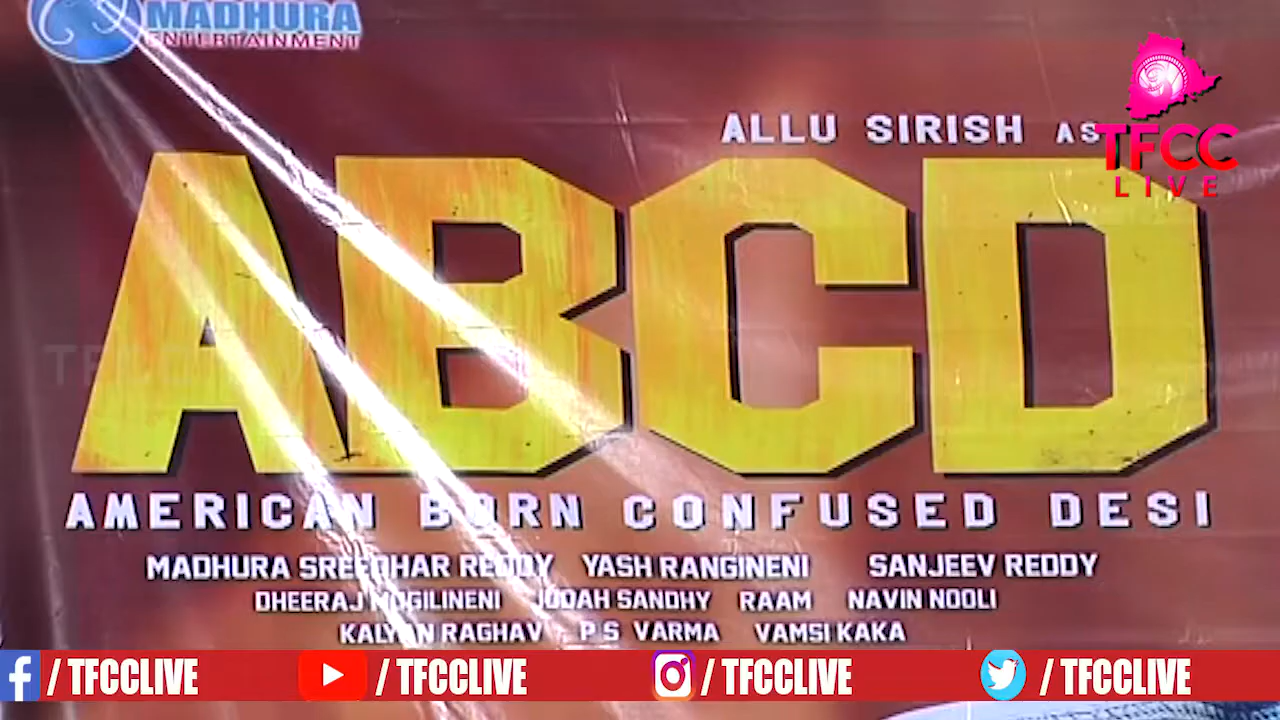 MADHURA
ENTERTAINMENT
ALLU SIRISH AS
TFCC
LIVE
ABCD
AMERICAN BORN CONFUSED DESI
MADHURA SREEDHAR REDDY YASH RANGINENI SANJEEV REDDY
DHEERAJ MOGILINENI JUDAH SANDHY RAAM NAVIN NOOLI
KALYAN RAGHAV P S VARMA VAMSI KAKA
/ TFCCLIVE / TFCCLIVE / TFCCLIVE / TFCCLIVE